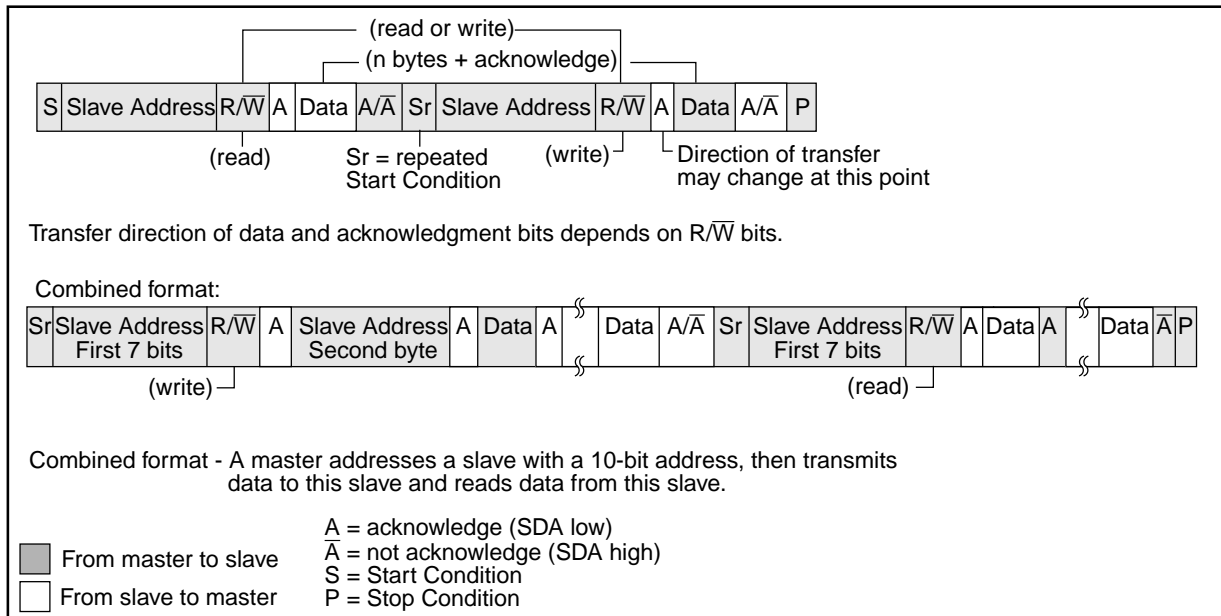 (read or write)
(n bytes + acknowledge)
S Slave Address R/W̅ A Data A/A̅ Sr Slave Address R/W̅ A Data A/A̅ P
(read) Sr = repeated (write) Direction of transfer
Start Condition may change at this point
Transfer direction of data and acknowledgment bits depends on R/W̅ bits.
Combined format:
Sr Slave Address R/W̅ A Slave Address A Data A Data A/A̅ Sr Slave Address R/W̅ A Data A Data A̅ P
First 7 bits Second byte First 7 bits
(write) (read)
Combined format - A master addresses a slave with a 10-bit address, then transmits
data to this slave and reads data from this slave.
From master to slave
From slave to master
A = acknowledge (SDA low)
A̅ = not acknowledge (SDA high)
S = Start Condition
P = Stop Condition